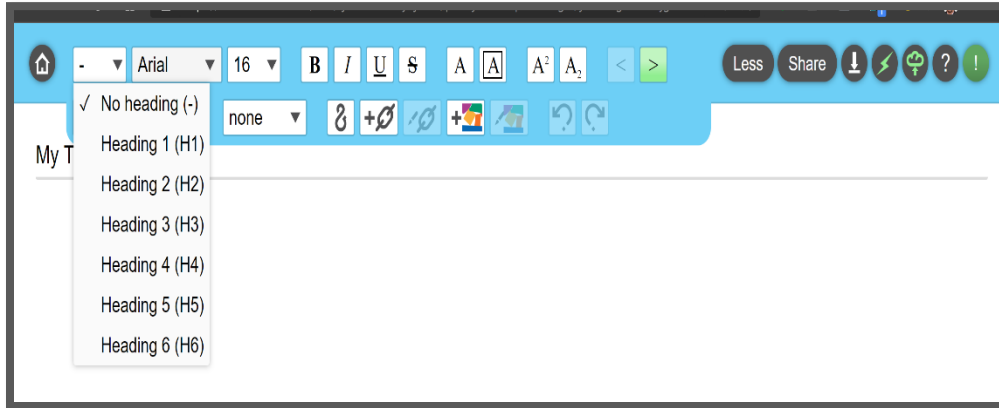 - Arial 16 B I U S A A A² A₂ < > Less Share ? !
✓ No heading (-)
none
Heading 1 (H1)
My T
Heading 2 (H2)
Heading 3 (H3)
Heading 4 (H4)
Heading 5 (H5)
Heading 6 (H6)